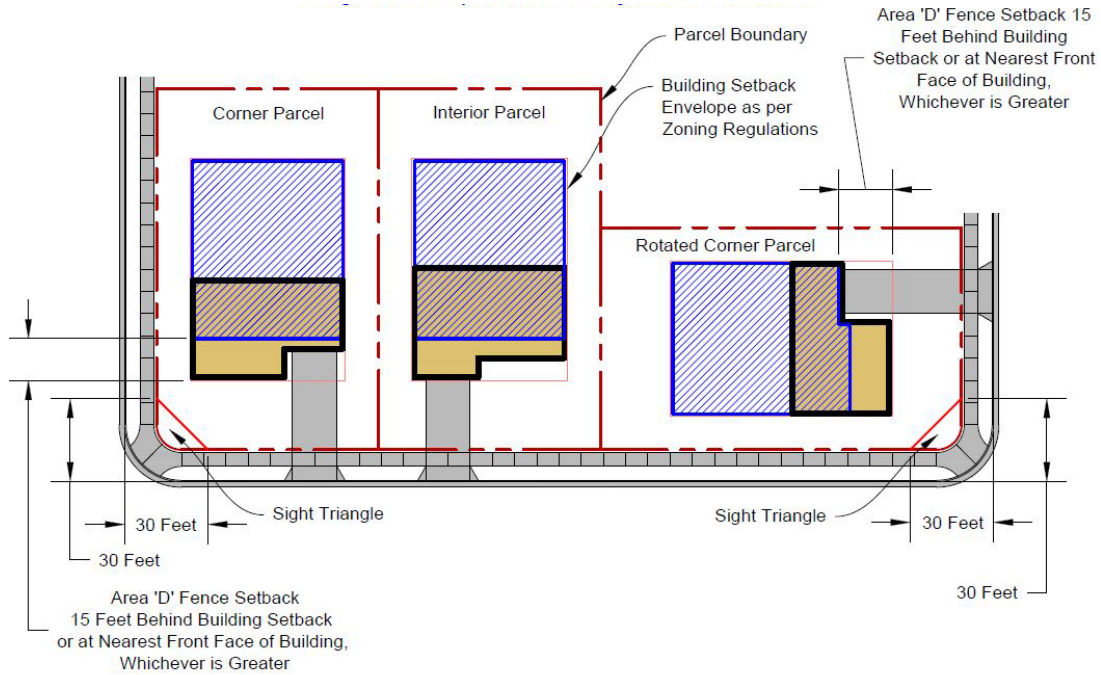 Area 'D' Fence Setback 15
Feet Behind Building
Setback or at Nearest Front
Face of Building,
Whichever is Greater
Parcel Boundary
Building Setback
Envelope as per
Zoning Regulations
Corner Parcel
Interior Parcel
Rotated Corner Parcel
Sight Triangle
Sight Triangle
30 Feet
30 Feet
30 Feet
30 Feet
Area 'D' Fence Setback
15 Feet Behind Building Setback
or at Nearest Front Face of Building,
Whichever is Greater